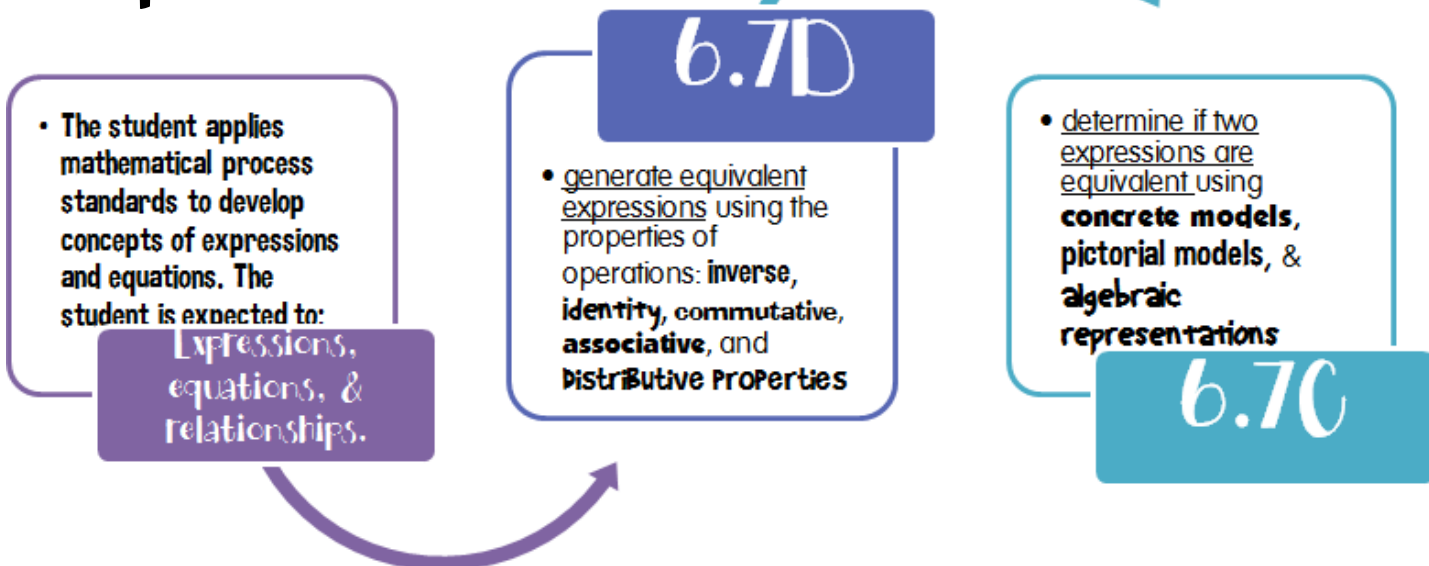 • The student applies
mathematical process
standards to develop
concepts of expressions
and equations. The
student is expected to:
Expressions,
equations, &
relationships.
6.7D
• generate equivalent
expressions using the
properties of
operations: inverse,
identity, commutative,
associative, and
Distributive Properties
• determine if two
expressions are
equivalent using
concrete models,
pictorial models, &
algebraic
representations
6.7C